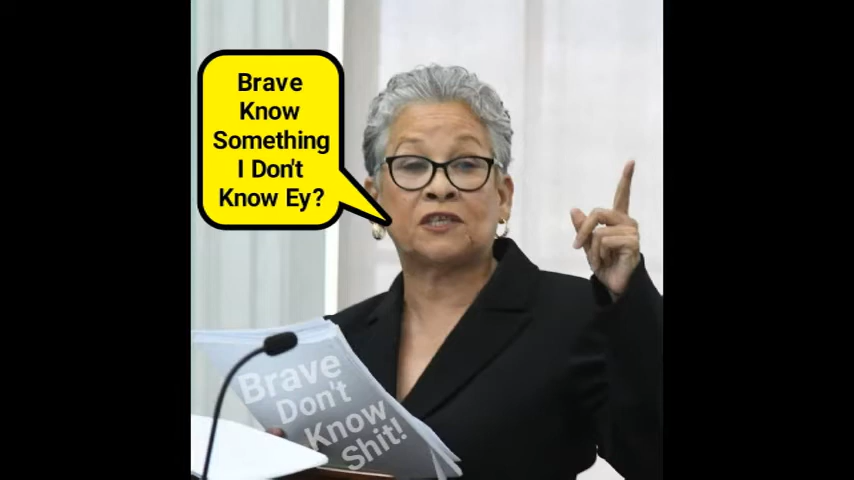 Brave
Know
Something
I Don't
Know Ey?
Brave
Don't
Know
Shit!